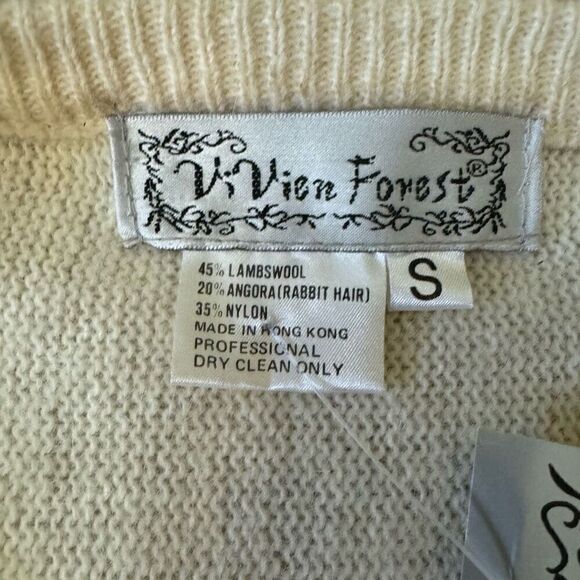 ViVien Forest®
45% LAMBSWOOL
20% ANGORA(RABBIT HAIR)
35% NYLON
MADE IN HONG KONG
PROFESSIONAL
DRY CLEAN ONLY
S